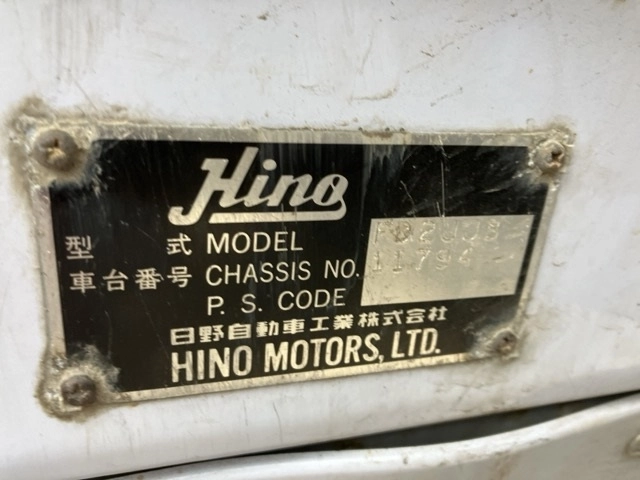 Hino
型 式 MODEL
車台番号 CHASSIS NO. 11794
P. S. CODE
日野自動車工業株式会社
HINO MOTORS, LTD.